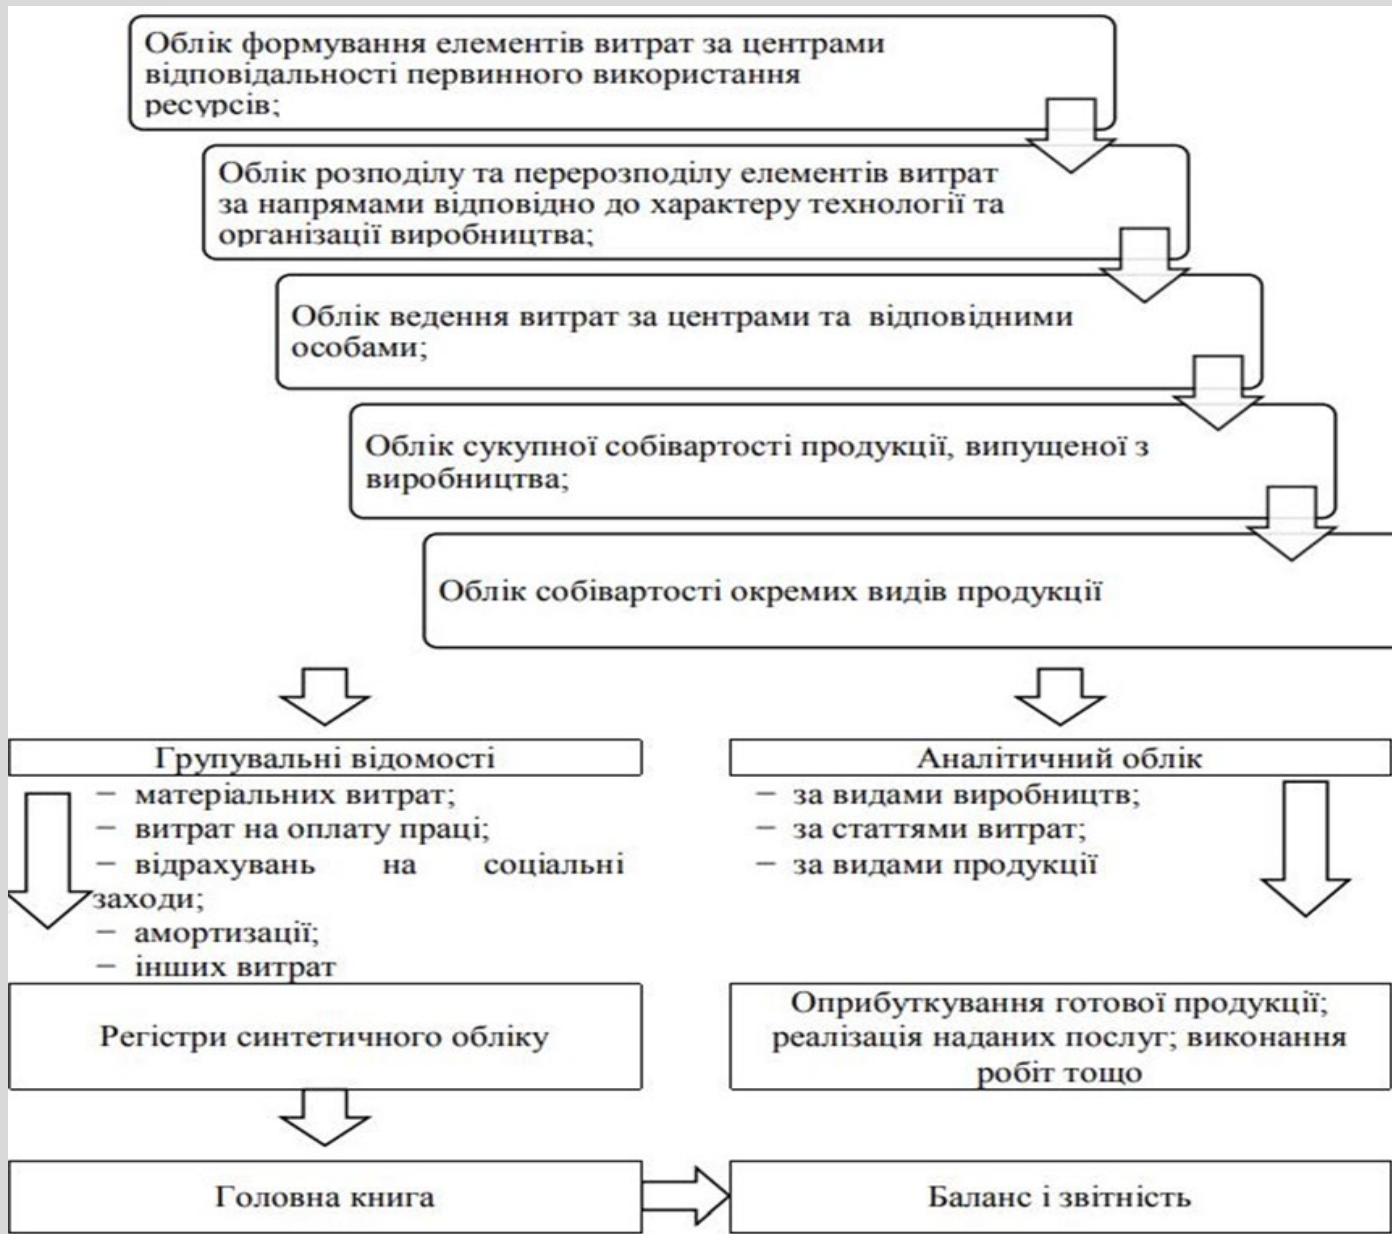 Облік формування елементів витрат за центрами
відповідальності первинного використання
ресурсів;
Облік розподілу та перерозподілу елементів витрат
за напрямами відповідно до характеру технології та
організації виробництва;
Облік ведення витрат за центрами та відповідними
особами;
Облік сукупної собівартості продукції, випущеної з
виробництва;
Облік собівартості окремих видів продукції
Групувальні відомості
− матеріальних витрат;
− витрат на оплату праці;
− відрахувань на соціальні
заходи;
− амортизації;
− інших витрат
Аналітичний облік
− за видами виробництв;
− за статтями витрат;
− за видами продукції
Регістри синтетичного обліку
Оприбуткування готової продукції;
реалізація наданих послуг; виконання
робіт тощо
Головна книга
Баланс і звітність